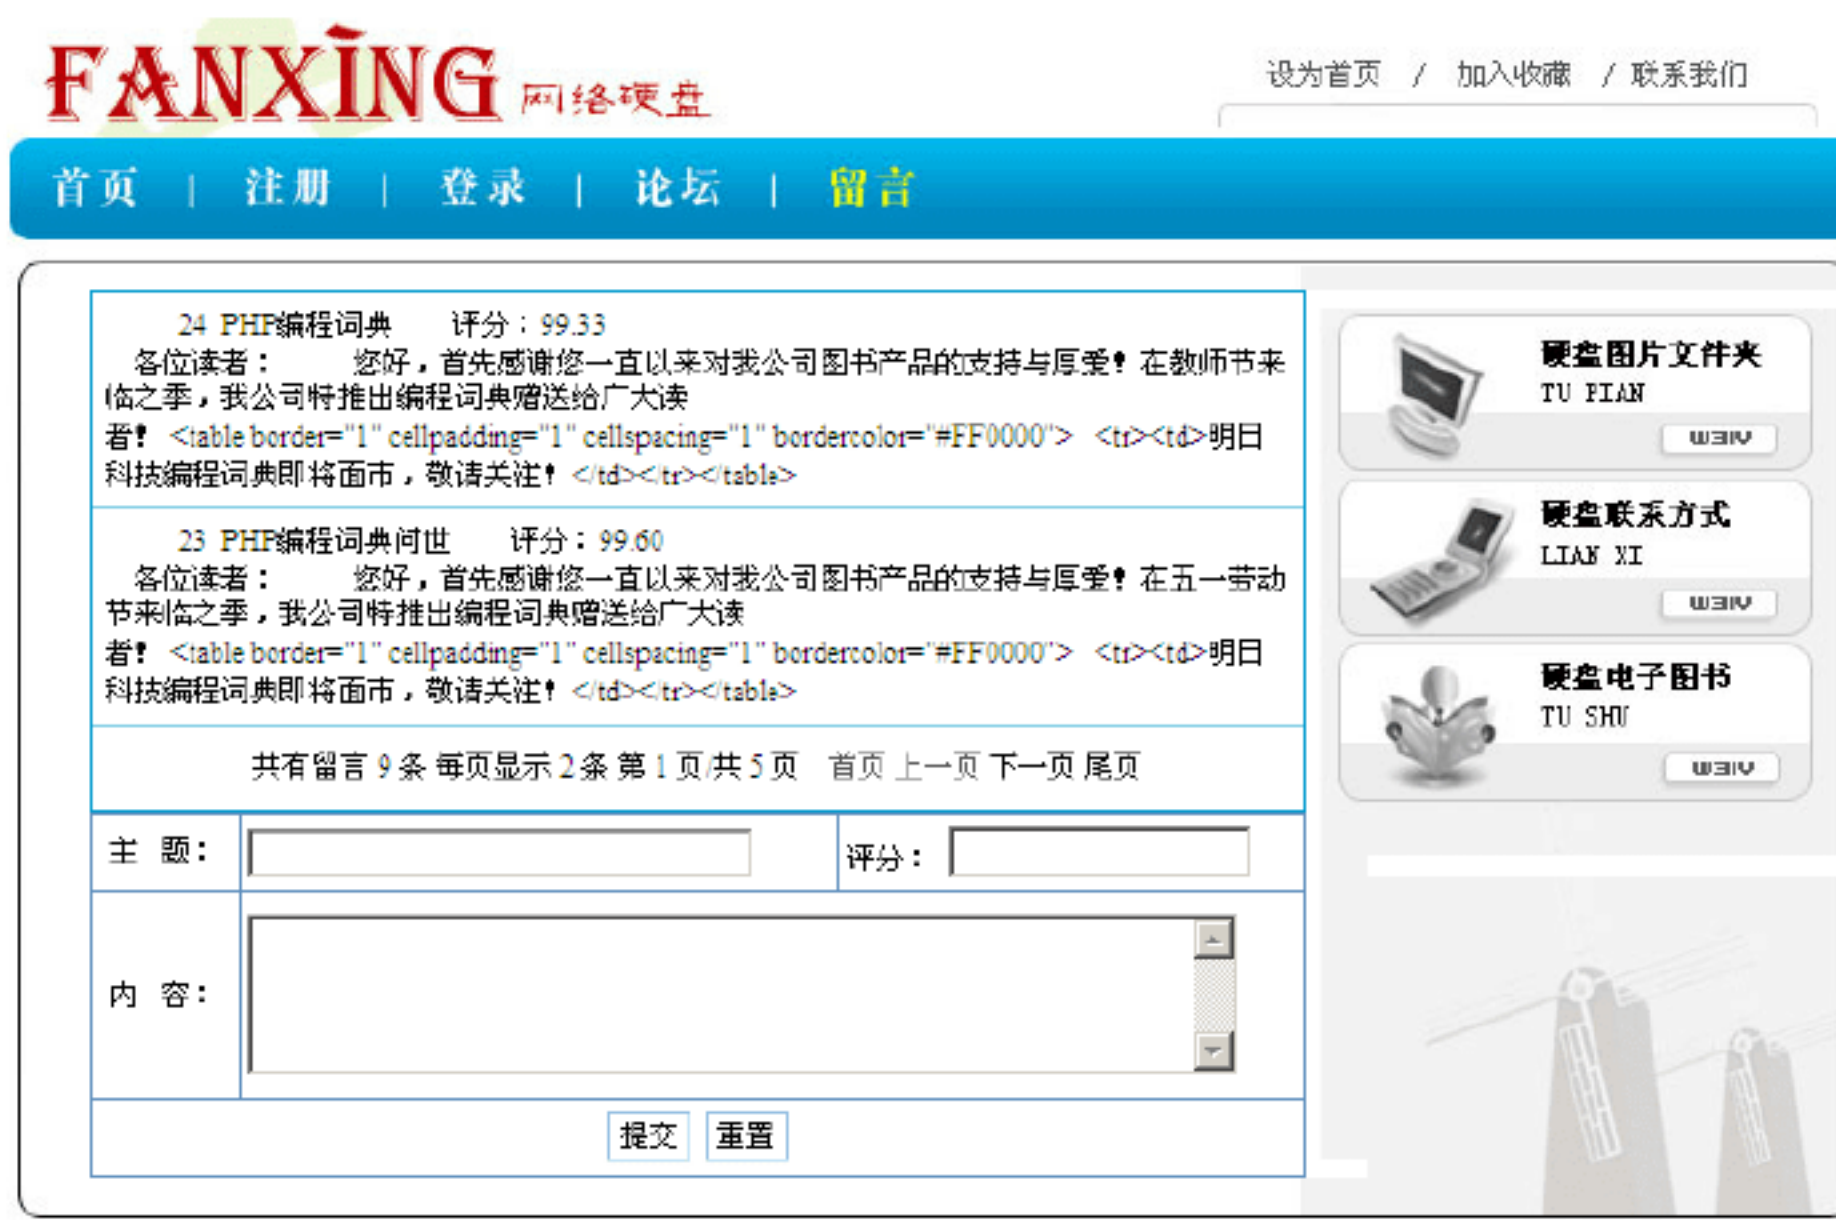 FANXING 网络硬盘
设为首页 / 加入收藏 / 联系我们
首页 | 注册 | 登录 | 论坛 | 留言
24 PHP编程词典 评分：99.33
各位读者： 您好，首先感谢您一直以来对我公司图书产品的支持与厚爱！在教师节来
临之季，我公司特推出编程词典赠送给广大读
者！ <table border="1" cellpadding="1" cellspacing="1" bordercolor="#FF0000"> <tr><td>明日
科技编程词典即将面市，敬请关注！</td></tr></table>
23 PHP编程词典问世 评分：99.60
各位读者： 您好，首先感谢您一直以来对我公司图书产品的支持与厚爱！在五一劳动
节来临之季，我公司特推出编程词典赠送给广大读
者！ <table border="1" cellpadding="1" cellspacing="1" bordercolor="#FF0000"> <tr><td>明日
科技编程词典即将面市，敬请关注！</td></tr></table>
共有留言 9 条 每页显示 2 条 第 1 页/共 5 页 首页 上一页 下一页 尾页
主 题：
评分：
内 容：
提交 重置
硬盘图片文件夹
TU PIAN
VIEW
硬盘联系方式
LIAN XI
VIEW
硬盘电子图书
TU SHU
VIEW